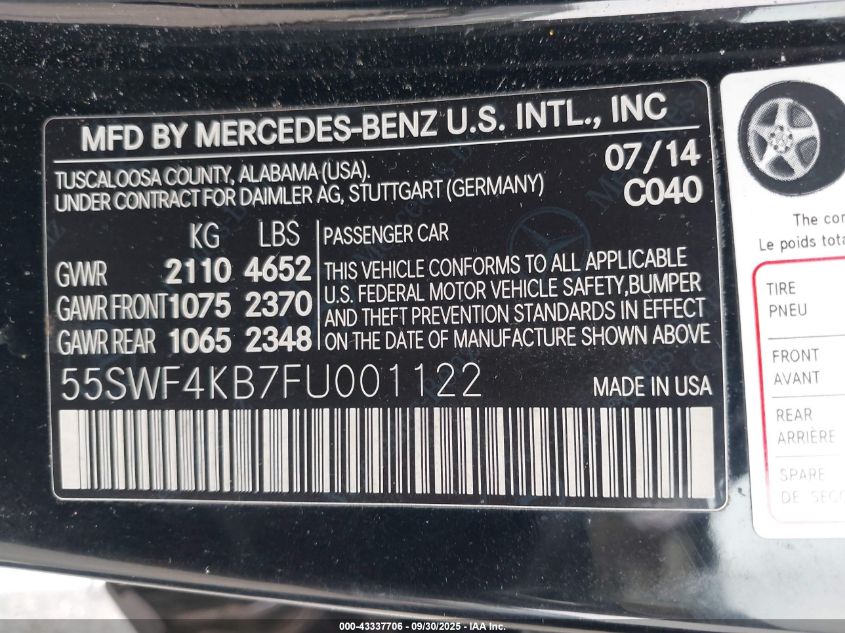 MFD BY MERCEDES-BENZ U.S. INTL., INC
TUSCALOOSA COUNTY, ALABAMA (USA).
UNDER CONTRACT FOR DAIMLER AG, STUTTGART (GERMANY)
07/14
C040
KG LBS
GVWR 2110 4652
GAWR FRONT 1075 2370
GAWR REAR 1065 2348
PASSENGER CAR
THIS VEHICLE CONFORMS TO ALL APPLICABLE
U.S. FEDERAL MOTOR VEHICLE SAFETY,BUMPER
AND THEFT PREVENTION STANDARDS IN EFFECT
ON THE DATE OF MANUFACTURE SHOWN ABOVE
55SWF4KB7FU001122
MADE IN USA
The com
Le poids tota
TIRE
PNEU
FRONT
AVANT
REAR
ARRIÈRE
SPARE
DE SECO
000-43337706 - 09/30/2025 - IAA Holdings, LLC.